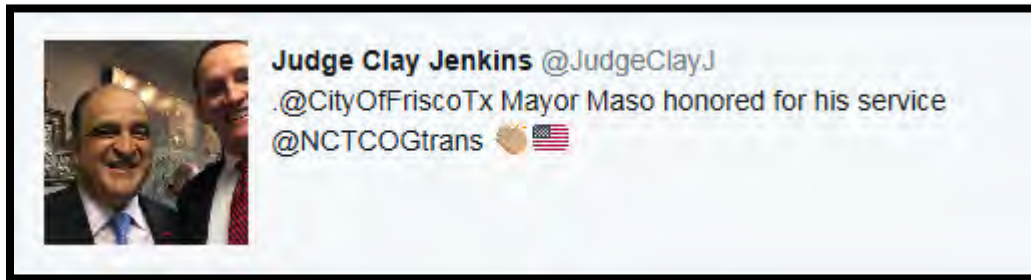 Judge Clay Jenkins @JudgeClayJ
.@CityOfFriscoTx Mayor Maso honored for his service
@NCTCOGtrans 👏🏼🇺🇸